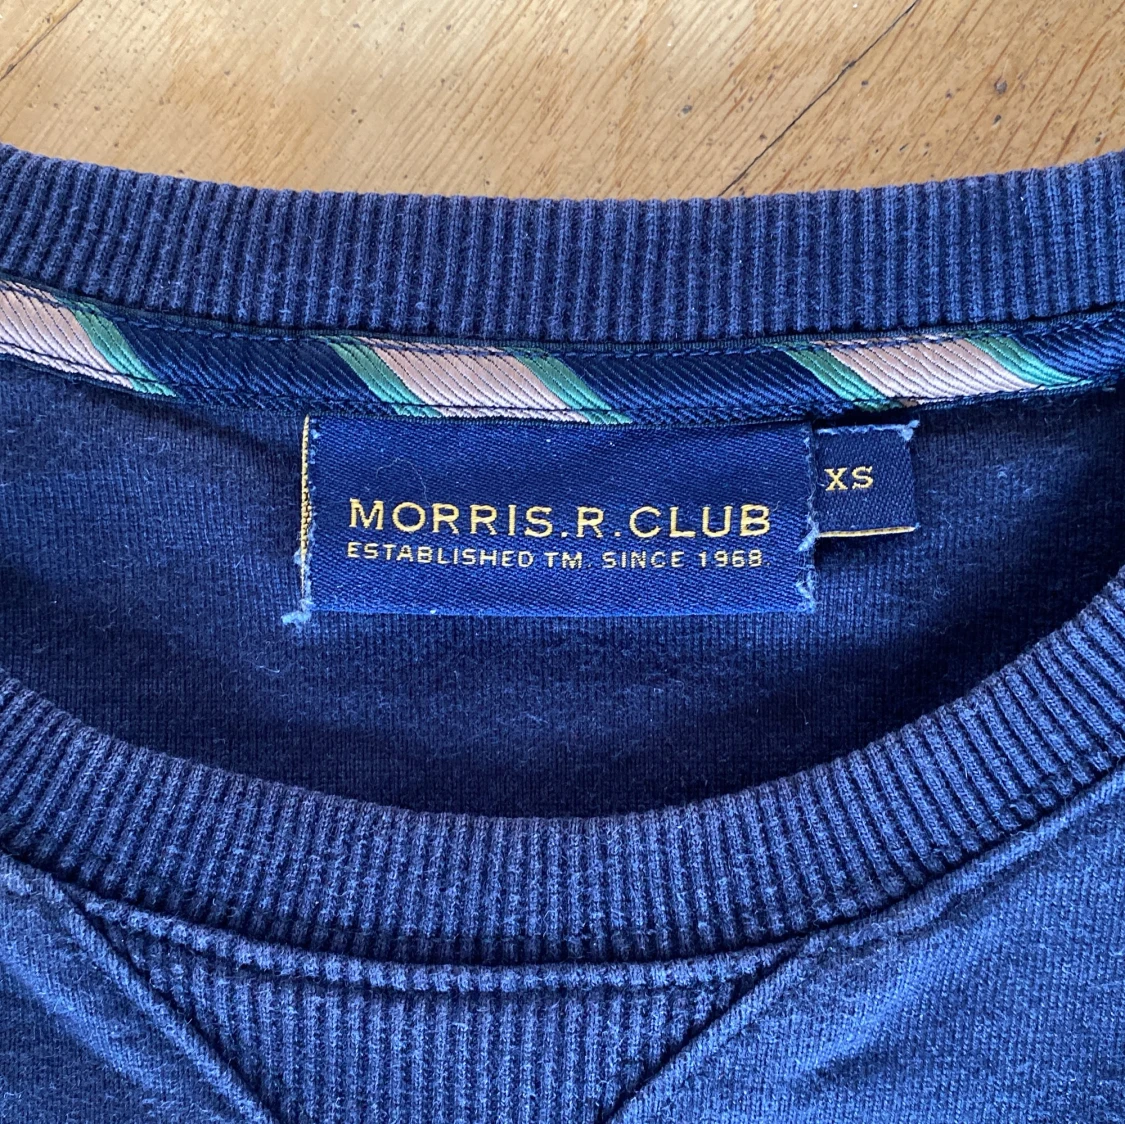 MORRIS.R.CLUB
ESTABLISHED TM. SINCE 1968.
XS